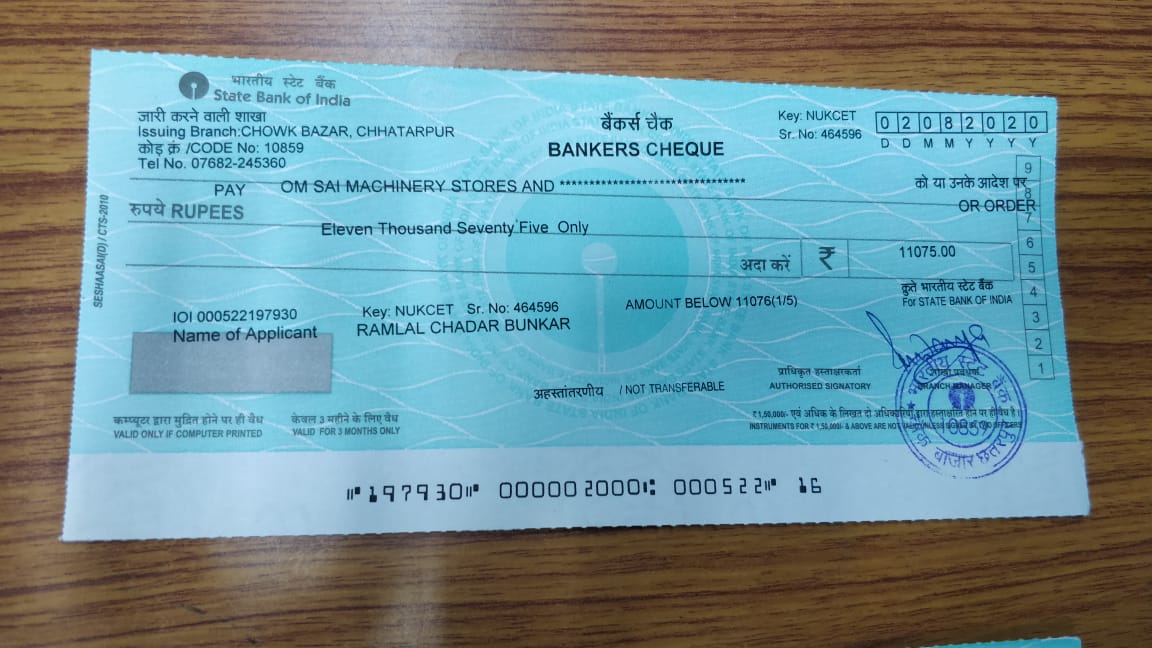 भारतीय स्टेट बैंक
State Bank of India
जारी करने वाली शाखा
Issuing Branch:CHOWK BAZAR, CHHATARPUR
कोड़ क्रं /CODE No: 10859
Tel No. 07682-245360
बैंकर्स चैक
BANKERS CHEQUE
Key: NUKCET
Sr. No: 464596
0 2 0 8 2 0 2 0
D D M M Y Y Y Y
PAY OM SAI MACHINERY STORES AND *******************************
को या उनके आदेश पर
OR ORDER
रुपये RUPEES
Eleven Thousand Seventy Five Only
अदा करें ₹ 11075.00
9
8
7
6
5
4
3
2
1
SESHAASAI(D) / CTS-2010
कृते भारतीय स्टेट बैंक
For STATE BANK OF INDIA
IOI 000522197930
Key: NUKCET Sr. No: 464596
AMOUNT BELOW 11076(1/5)
Name of Applicant
RAMLAL CHADAR BUNKAR
अहस्तांतरणीय / NOT TRANSFERABLE
प्राधिकृत हस्ताक्षरकर्ता
AUTHORISED SIGNATORY
शाखा प्रबंधक
BRANCH MANAGER
कम्प्यूटर द्वारा मुद्रित होने पर ही वैध
VALID ONLY IF COMPUTER PRINTED
केवल 3 महीने के लिए वैध
VALID FOR 3 MONTHS ONLY
₹ 1,50,000/- एवं अधिक के लिखत दो अधिकारियों द्वारा हस्ताक्षरित होने पर ही वैध है।
INSTRUMENTS FOR ₹ 1,50,000/- & ABOVE ARE NOT VALID UNLESS SIGNED BY TWO OFFICERS
भारतीय स्टेट बैंक
चौक बाजार छतरपुर
⑈197930⑈ 000002000⑆ 000522⑈ 16